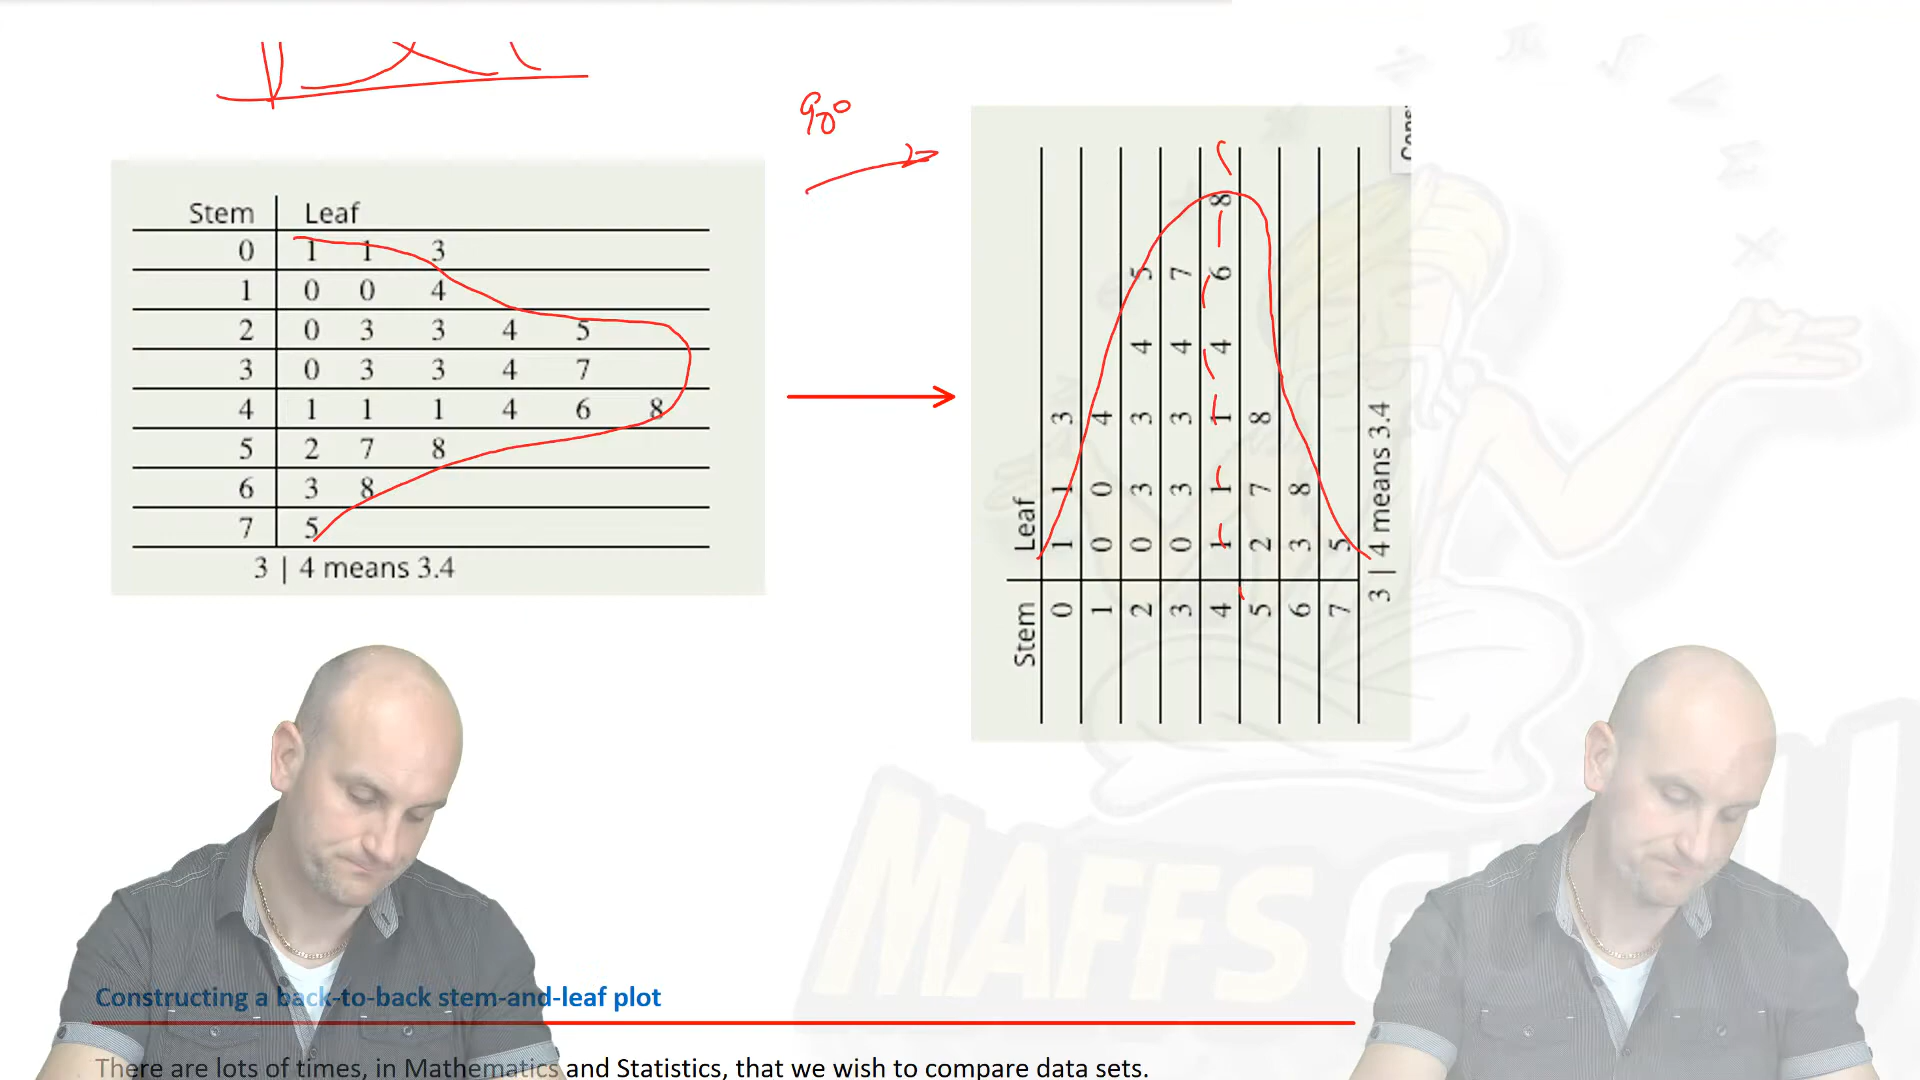 90°
Stem Leaf
0 1 1 3
1 0 0 4
2 0 3 3 4 5
3 0 3 3 4 7
4 1 1 1 4 6 8
5 2 7 8
6 3 8
7 5
3 | 4 means 3.4
Stem Leaf
0 1 1 3
1 0 0 4
2 0 3 3 4 5
3 0 3 3 4 7
4 1 1 1 4 6 8
5 2 7 8
6 3 8
7 5
3 | 4 means 3.4
MAFFS
Constructing a back-to-back stem-and-leaf plot
There are lots of times, in Mathematics and Statistics, that we wish to compare data sets.